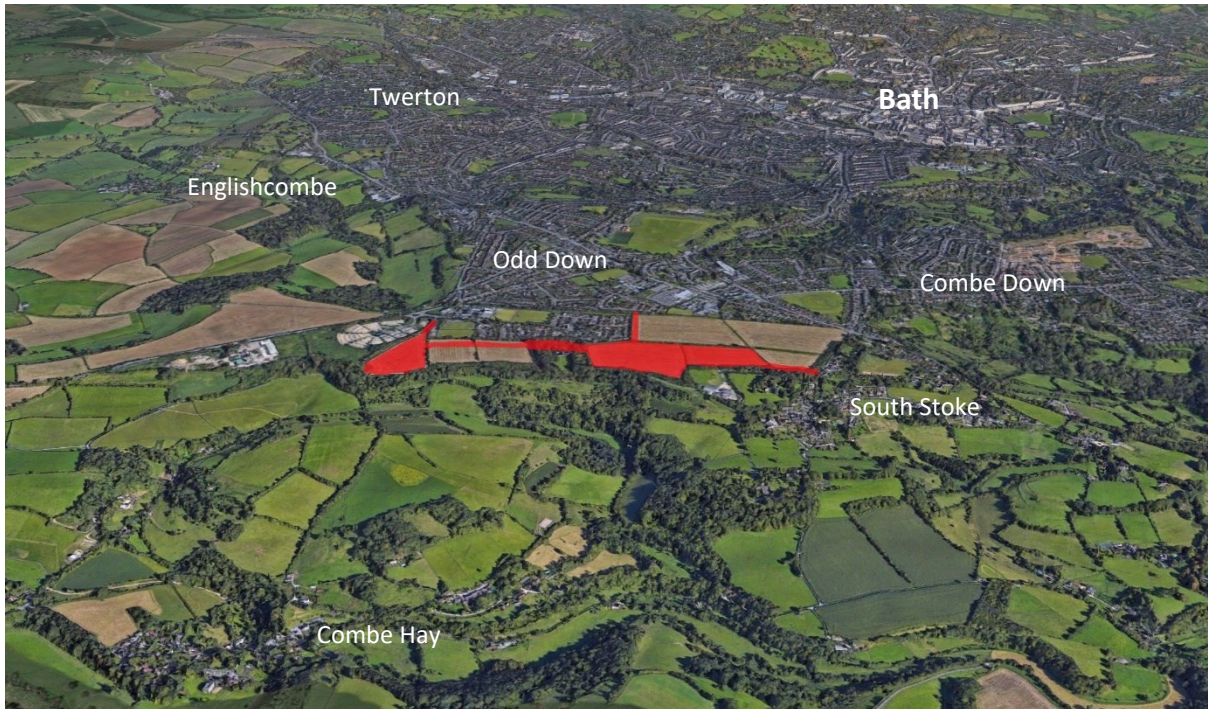 Twerton
Bath
Englishcombe
Odd Down
Combe Down
South Stoke
Combe Hay